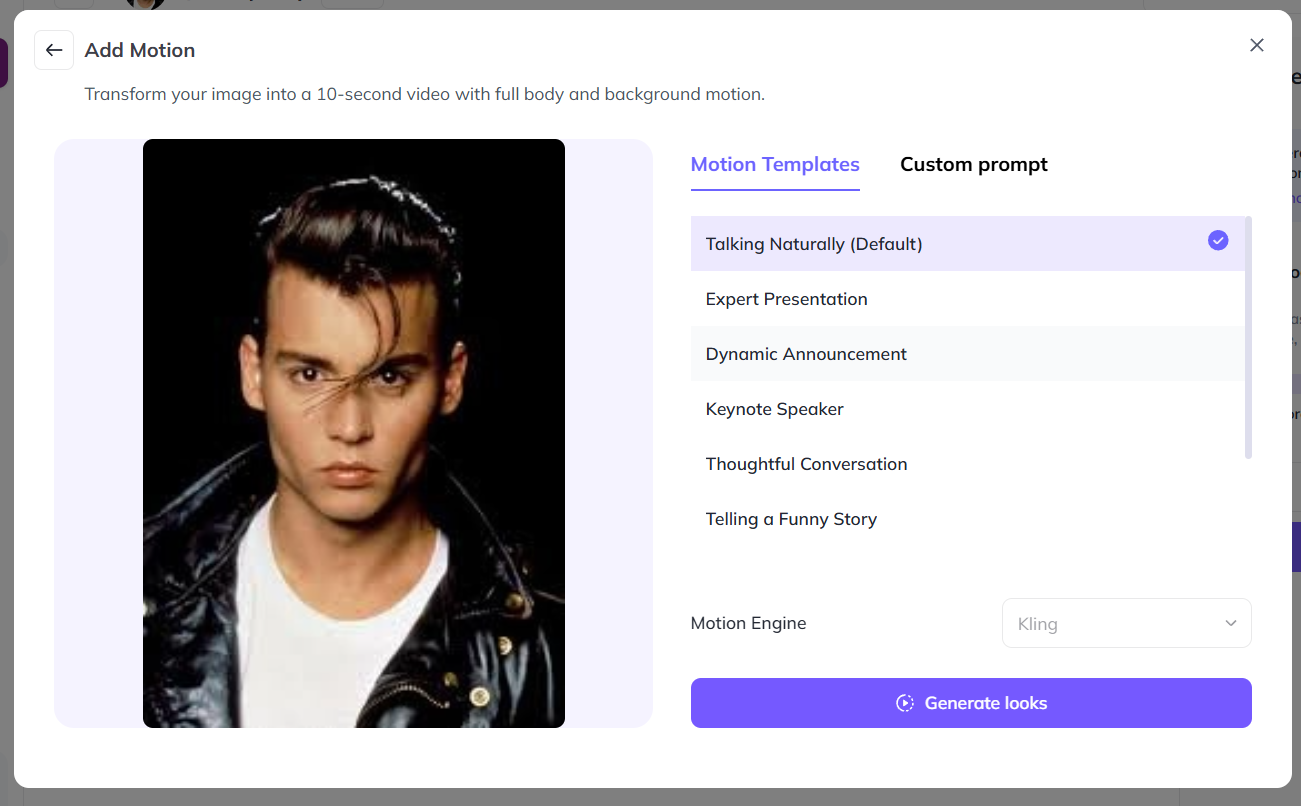 Add Motion
Transform your image into a 10-second video with full body and background motion.
Motion Templates
Custom prompt
Talking Naturally (Default)
Expert Presentation
Dynamic Announcement
Keynote Speaker
Thoughtful Conversation
Telling a Funny Story
Motion Engine
Kling
Generate looks